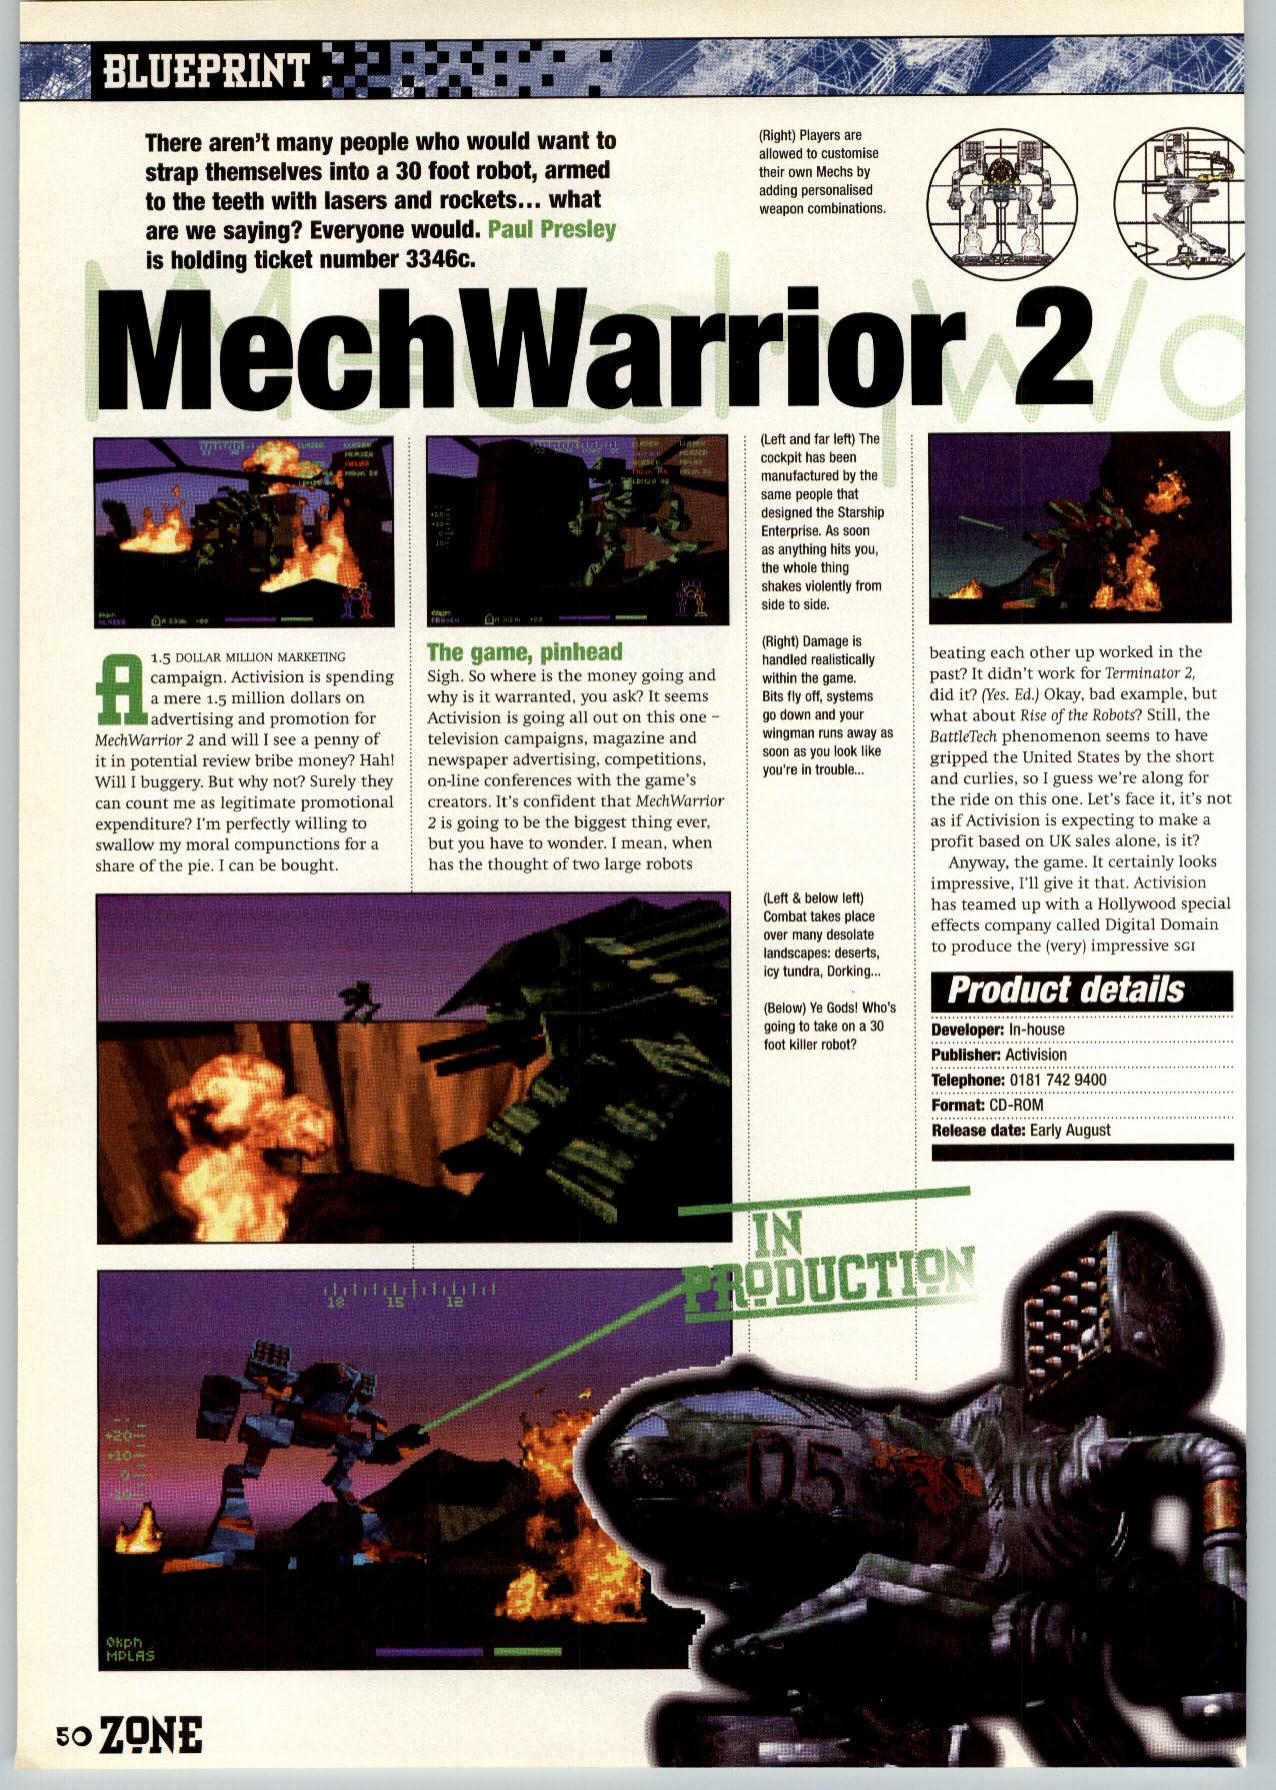 BLUEPRINT
There aren't many people who would want to
strap themselves into a 30 foot robot, armed
to the teeth with lasers and rockets... what
are we saying? Everyone would. Paul Presley
is holding ticket number 3346c.
(Right) Players are
allowed to customise
their own Mechs by
adding personalised
weapon combinations.
MechWarrior 2
A 1.5 DOLLAR MILLION MARKETING
campaign. Activision is spending
a mere 1.5 million dollars on
advertising and promotion for
MechWarrior 2 and will I see a penny of
it in potential review bribe money? Hah!
Will I buggery. But why not? Surely they
can count me as legitimate promotional
expenditure? I'm perfectly willing to
swallow my moral compunctions for a
share of the pie. I can be bought.
The game, pinhead
Sigh. So where is the money going and
why is it warranted, you ask? It seems
Activision is going all out on this one –
television campaigns, magazine and
newspaper advertising, competitions,
on-line conferences with the game's
creators. It's confident that MechWarrior
2 is going to be the biggest thing ever,
but you have to wonder. I mean, when
has the thought of two large robots
(Left and far left) The
cockpit has been
manufactured by the
same people that
designed the Starship
Enterprise. As soon
as anything hits you,
the whole thing
shakes violently from
side to side.
(Right) Damage is
handled realistically
within the game.
Bits fly off, systems
go down and your
wingman runs away as
soon as you look like
you're in trouble...
(Left & below left)
Combat takes place
over many desolate
landscapes: deserts,
icy tundra, Dorking...
(Below) Ye Gods! Who's
going to take on a 30
foot killer robot?
beating each other up worked in the
past? It didn't work for Terminator 2,
did it? (Yes. Ed.) Okay, bad example, but
what about Rise of the Robots? Still, the
BattleTech phenomenon seems to have
gripped the United States by the short
and curlies, so I guess we're along for
the ride on this one. Let's face it, it's not
as if Activision is expecting to make a
profit based on UK sales alone, is it?
Anyway, the game. It certainly looks
impressive, I'll give it that. Activision
has teamed up with a Hollywood special
effects company called Digital Domain
to produce the (very) impressive SGI
Product details
Developer: In-house
Publisher: Activision
Telephone: 0181 742 9400
Format: CD-ROM
Release date: Early August
IN
PRODUCTION
18 15 12
+20
+10
0
-10
0kph
MPLAS
05
50 ZONE